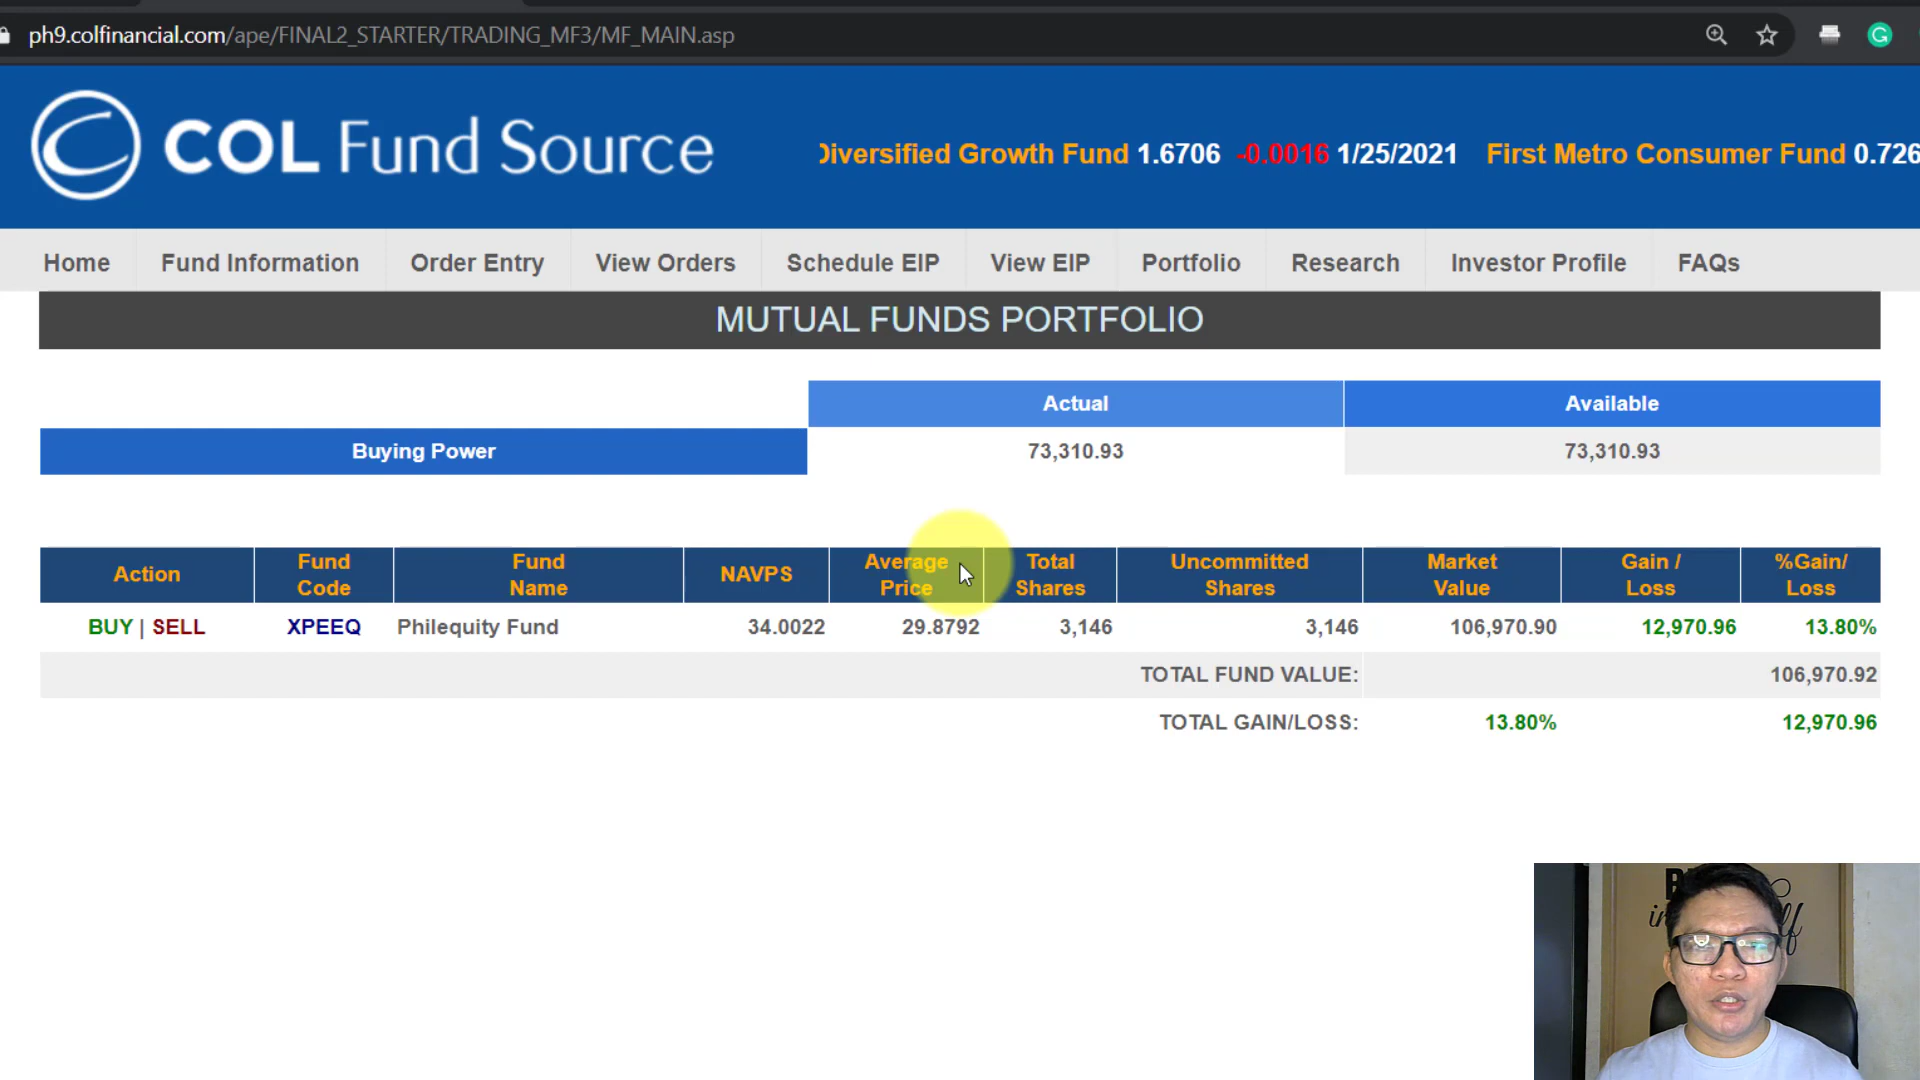 ph9.colfinancial.com/ape/FINAL2_STARTER/TRADING_MF3/MF_MAIN.asp
COL Fund Source
Diversified Growth Fund 1.6706 -0.0016 1/25/2021 First Metro Consumer Fund 0.726
Home Fund Information Order Entry View Orders Schedule EIP View EIP Portfolio Research Investor Profile FAQs
MUTUAL FUNDS PORTFOLIO
Actual Available
Buying Power 73,310.93 73,310.93
Action Fund Code Fund Name NAVPS Average Price Total Shares Uncommitted Shares Market Value Gain / Loss %Gain/ Loss
BUY | SELL XPEEQ Philequity Fund 34.0022 29.8792 3,146 3,146 106,970.90 12,970.96 13.80%
TOTAL FUND VALUE: 106,970.92
TOTAL GAIN/LOSS: 13.80% 12,970.96